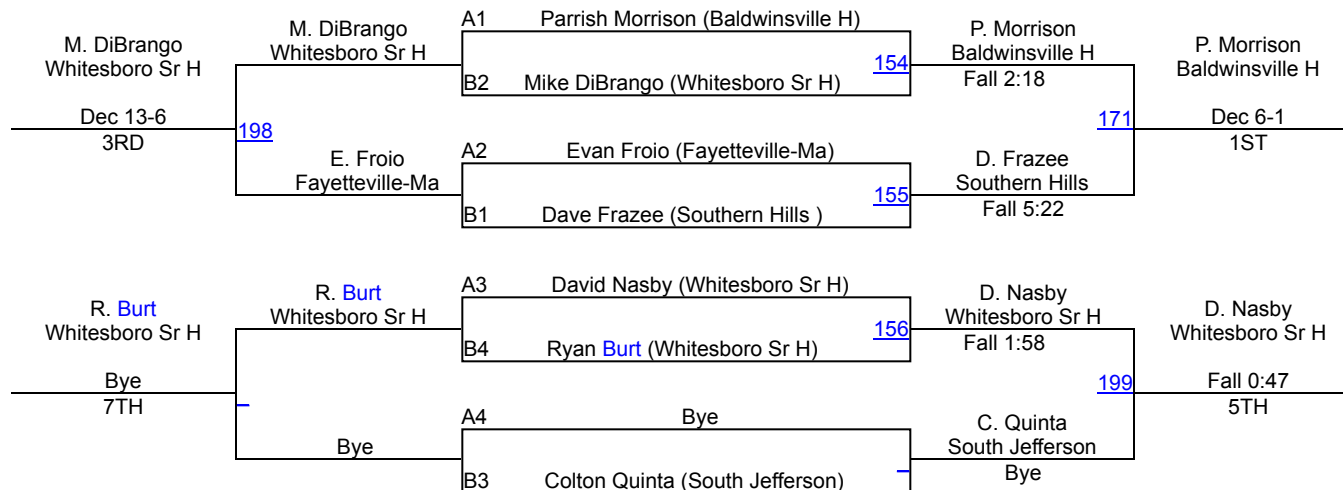 M. DiBrango
Whitesboro Sr H
Dec 13-6
3RD
198
M. DiBrango
Whitesboro Sr H
E. Froio
Fayetteville-Ma
A1 Parrish Morrison (Baldwinsville H)
154
B2 Mike DiBrango (Whitesboro Sr H)
A2 Evan Froio (Fayetteville-Ma)
155
B1 Dave Frazee (Southern Hills )
P. Morrison
Baldwinsville H
Fall 2:18
171
D. Frazee
Southern Hills
Fall 5:22
P. Morrison
Baldwinsville H
Dec 6-1
1ST
R. Burt
Whitesboro Sr H
Bye
7TH
R. Burt
Whitesboro Sr H
Bye
A3 David Nasby (Whitesboro Sr H)
156
B4 Ryan Burt (Whitesboro Sr H)
A4 Bye
B3 Colton Quinta (South Jefferson)
D. Nasby
Whitesboro Sr H
Fall 1:58
199
C. Quinta
South Jefferson
Bye
D. Nasby
Whitesboro Sr H
Fall 0:47
5TH